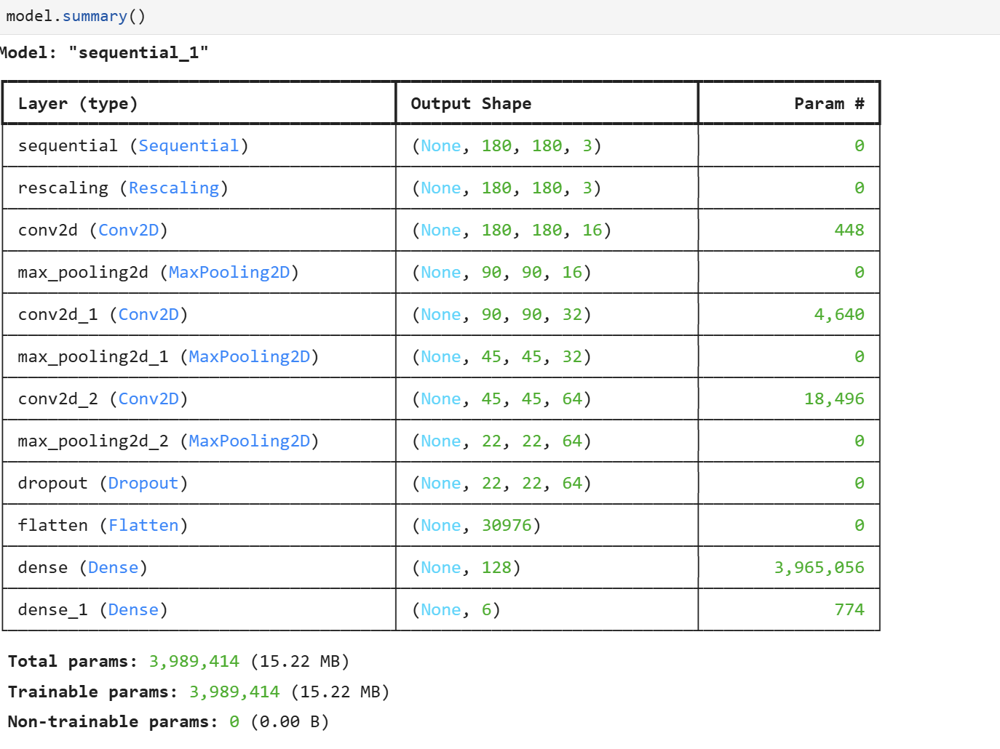 model.summary()
Model: "sequential_1"
Layer (type) Output Shape Param #
sequential (Sequential) (None, 180, 180, 3) 0
rescaling (Rescaling) (None, 180, 180, 3) 0
conv2d (Conv2D) (None, 180, 180, 16) 448
max_pooling2d (MaxPooling2D) (None, 90, 90, 16) 0
conv2d_1 (Conv2D) (None, 90, 90, 32) 4,640
max_pooling2d_1 (MaxPooling2D) (None, 45, 45, 32) 0
conv2d_2 (Conv2D) (None, 45, 45, 64) 18,496
max_pooling2d_2 (MaxPooling2D) (None, 22, 22, 64) 0
dropout (Dropout) (None, 22, 22, 64) 0
flatten (Flatten) (None, 30976) 0
dense (Dense) (None, 128) 3,965,056
dense_1 (Dense) (None, 6) 774
Total params: 3,989,414 (15.22 MB)
Trainable params: 3,989,414 (15.22 MB)
Non-trainable params: 0 (0.00 B)